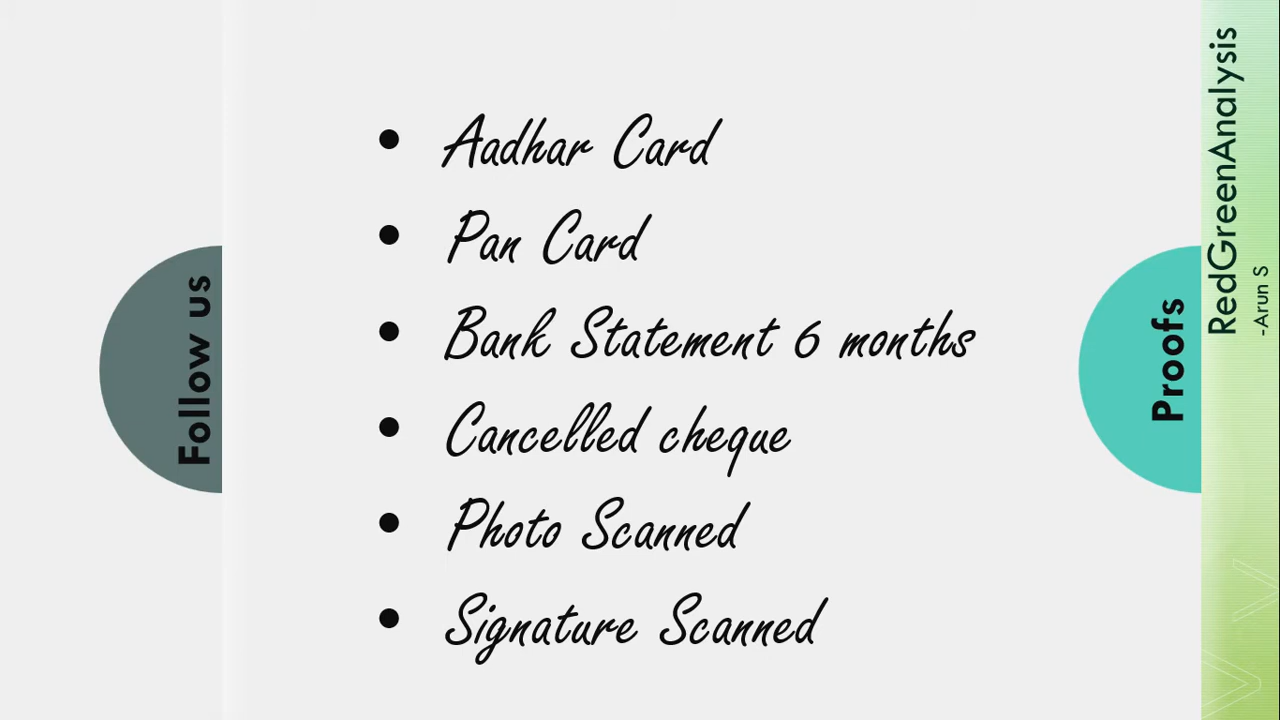 Follow us
• Aadhar Card
• Pan Card
• Bank Statement 6 months
• Cancelled cheque
• Photo Scanned
• Signature Scanned
Proofs
RedGreenAnalysis
-Arun S